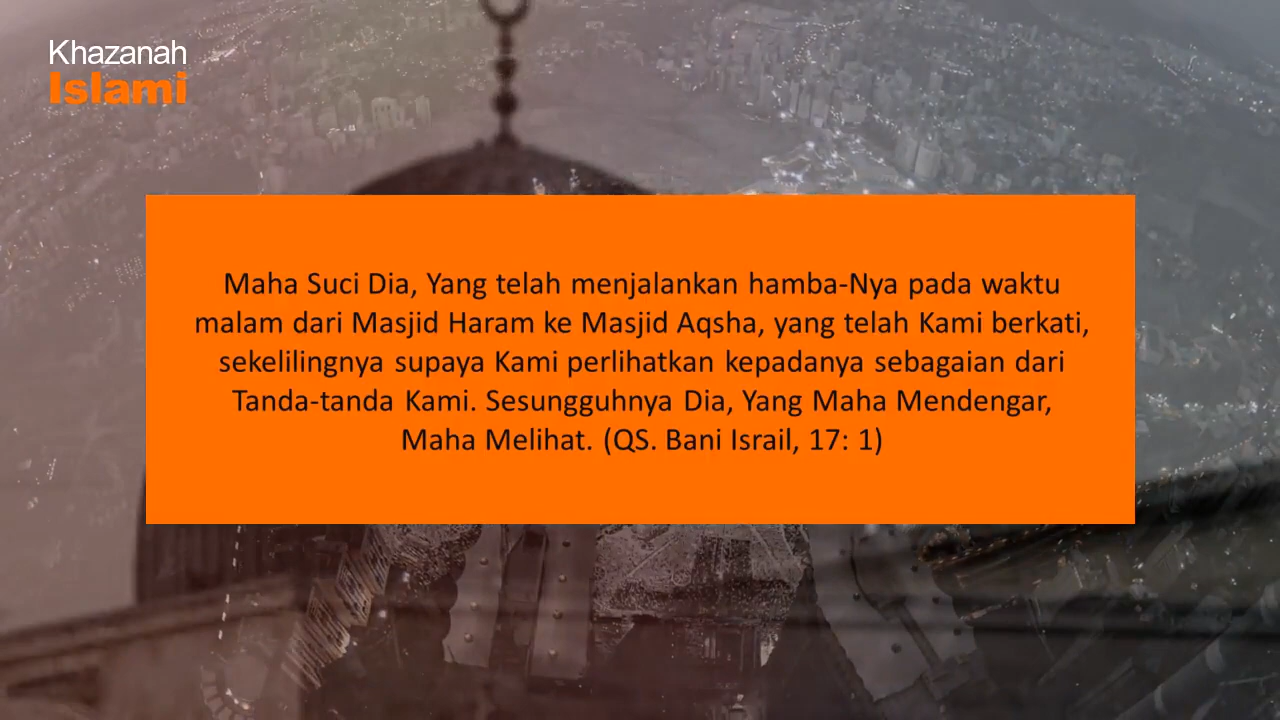 Khazanah
Islami
Maha Suci Dia, Yang telah menjalankan hamba-Nya pada waktu
malam dari Masjid Haram ke Masjid Aqsha, yang telah Kami berkati,
sekelilingnya supaya Kami perlihatkan kepadanya sebagaian dari
Tanda-tanda Kami. Sesungguhnya Dia, Yang Maha Mendengar,
Maha Melihat. (QS. Bani Israil, 17: 1)